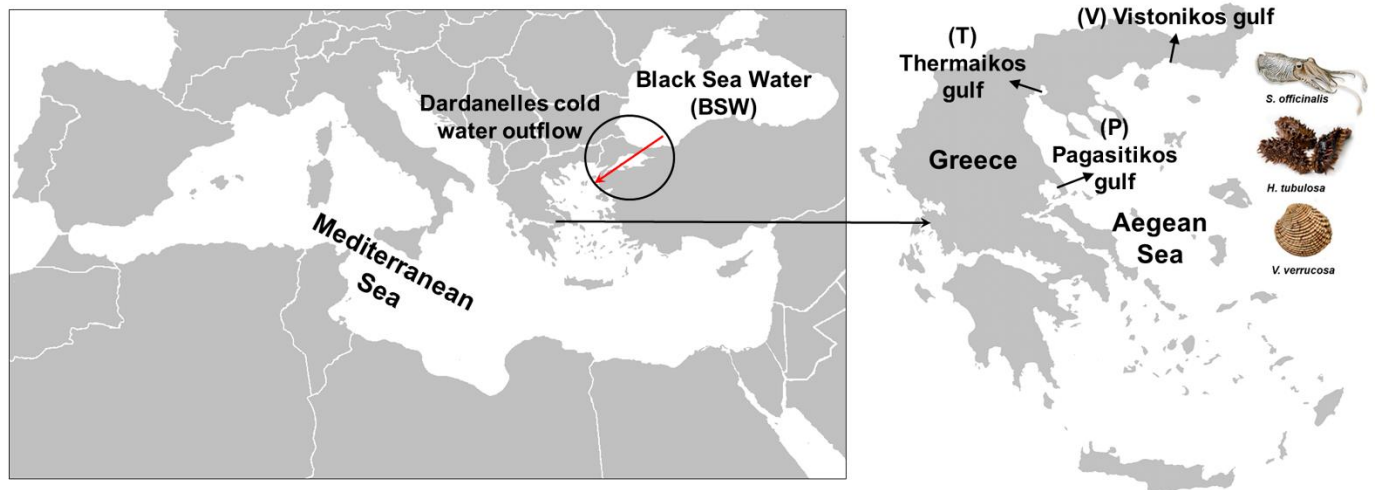 Dardanelles cold
water outflow
Black Sea Water
(BSW)
Mediterranean
Sea
(V) Vistonikos gulf
(T)
Thermaikos
gulf
(P)
Pagasitikos
gulf
Greece
Aegean
Sea
S. officinalis
H. tubulosa
V. verrucosa